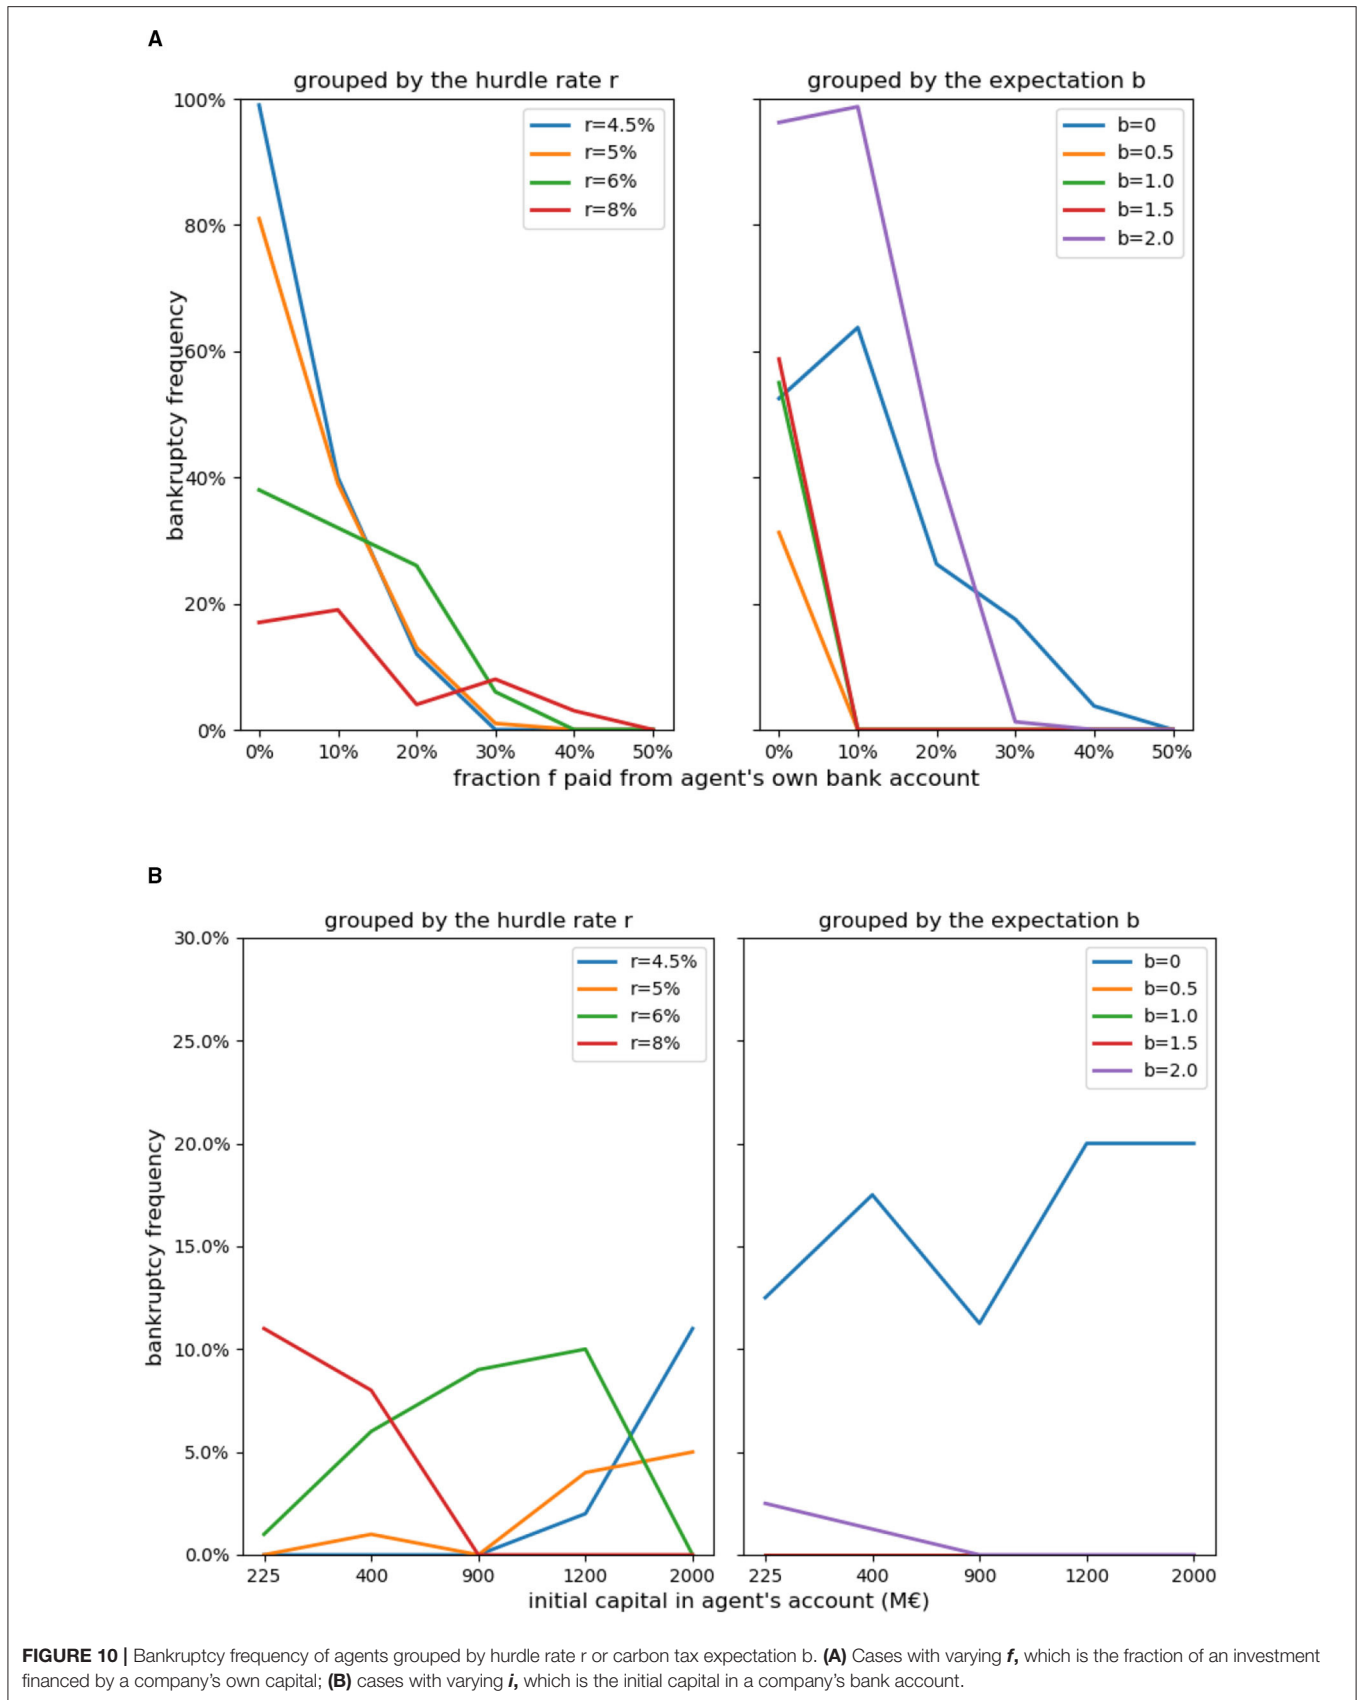 A
grouped by the hurdle rate r
grouped by the expectation b
100%
80%
60%
40%
20%
0%
bankruptcy frequency
r=4.5%
r=5%
r=6%
r=8%
b=0
b=0.5
b=1.0
b=1.5
b=2.0
0% 10% 20% 30% 40% 50%
0% 10% 20% 30% 40% 50%
fraction f paid from agent's own bank account
B
grouped by the hurdle rate r
grouped by the expectation b
30.0%
25.0%
20.0%
15.0%
10.0%
5.0%
0.0%
bankruptcy frequency
r=4.5%
r=5%
r=6%
r=8%
b=0
b=0.5
b=1.0
b=1.5
b=2.0
225 400 900 1200 2000
225 400 900 1200 2000
initial capital in agent's account (M€)
FIGURE 10 | Bankruptcy frequency of agents grouped by hurdle rate r or carbon tax expectation b. (A) Cases with varying f, which is the fraction of an investment
financed by a company's own capital; (B) cases with varying i, which is the initial capital in a company's bank account.